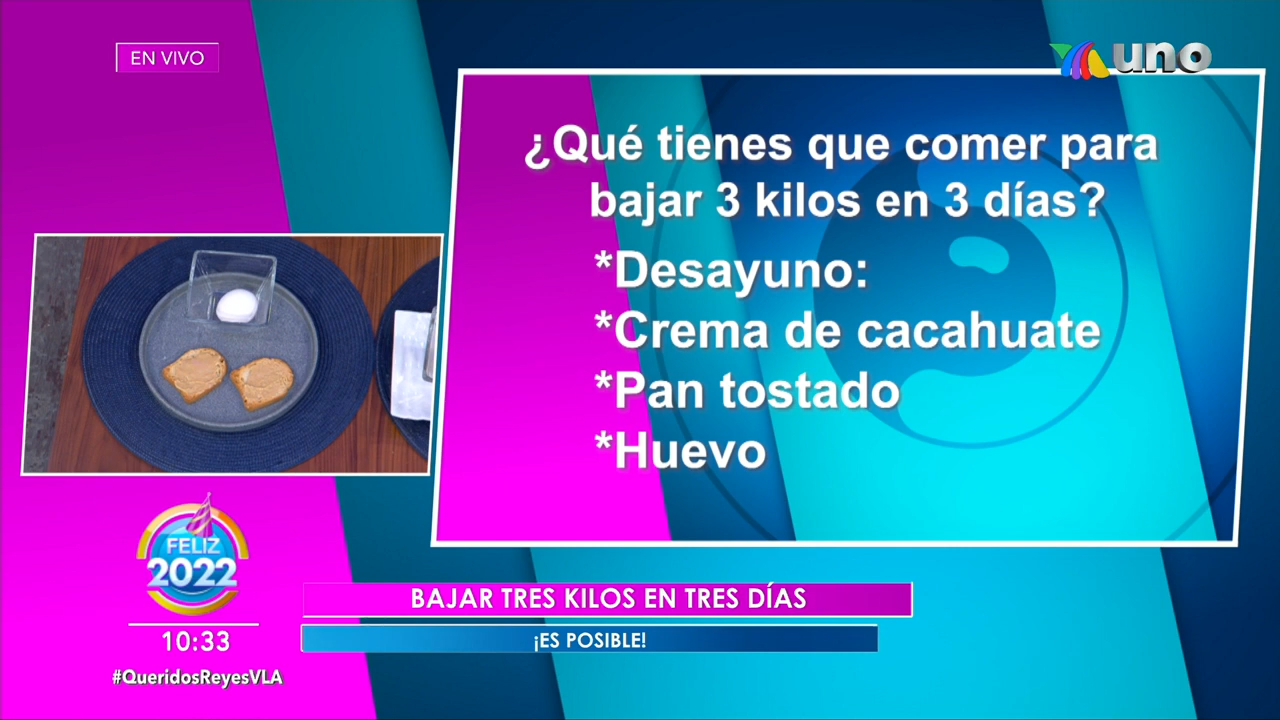 EN VIVO
uno
¿Qué tienes que comer para
bajar 3 kilos en 3 días?
*Desayuno:
*Crema de cacahuate
*Pan tostado
*Huevo
FELIZ
2022
10:33
#QueridosReyesVLA
BAJAR TRES KILOS EN TRES DÍAS
¡ES POSIBLE!